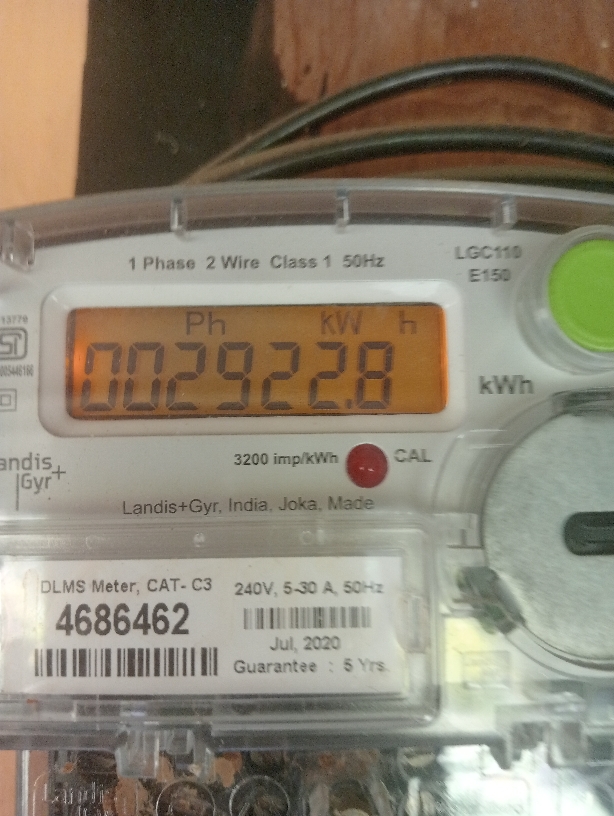 1 Phase 2 Wire Class 1 50Hz
LGC110
E150
Ph kW h
002922.8
kWh
3200 imp/kWh
CAL
andis
Gyr+
Landis+Gyr, India, Joka, Made
DLMS Meter, CAT- C3
4686462
240V, 5-30 A, 50Hz
Jul, 2020
Guarantee : 5 Yrs.
Landis